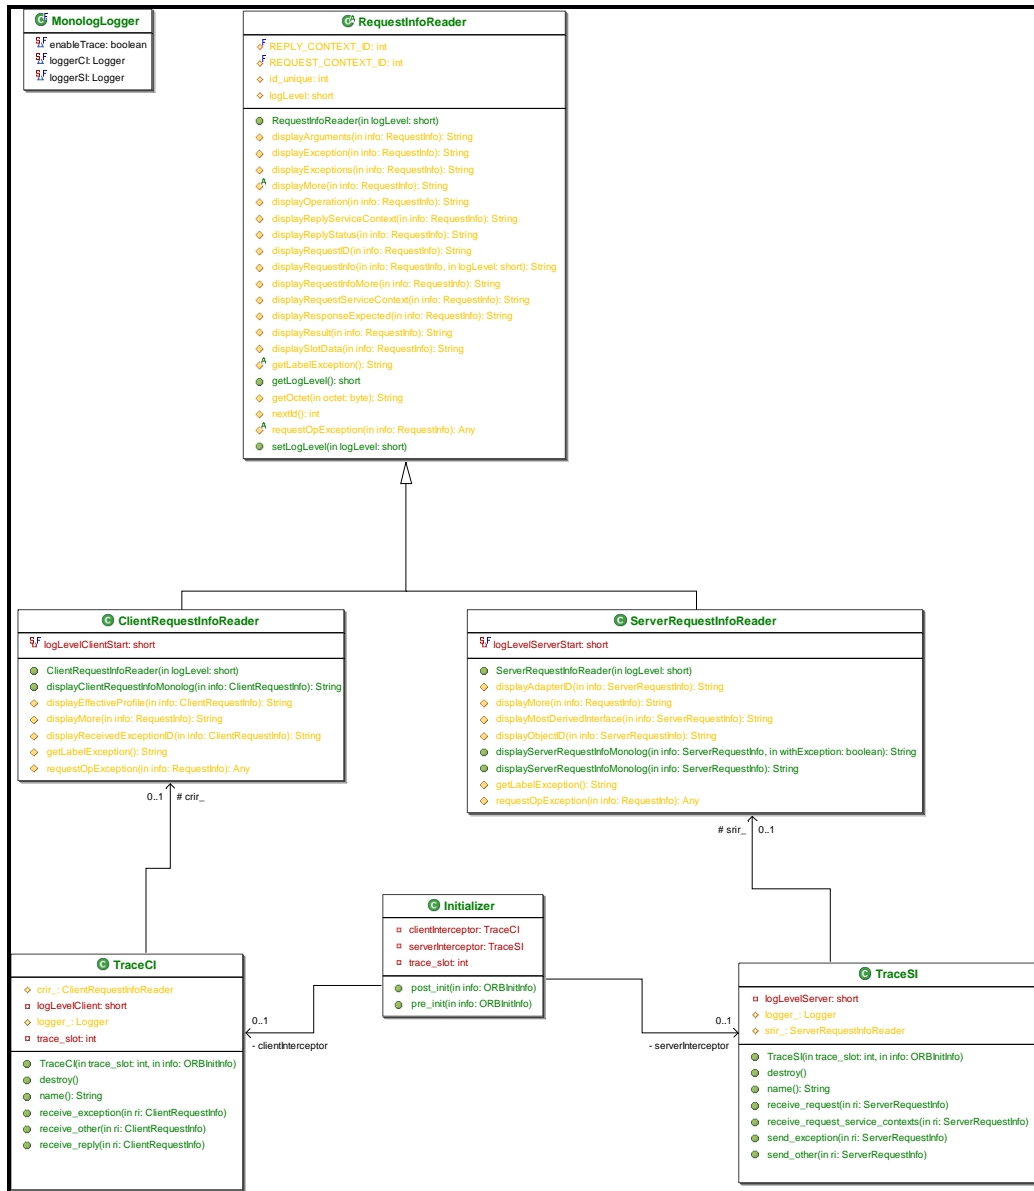 MonologLogger
enableTrace: boolean
loggerCI: Logger
loggerSI: Logger
RequestInfoReader
REPLY_CONTEXT_ID: int
REQUEST_CONTEXT_ID: int
id_unique: int
logLevel: short
RequestInfoReader(in logLevel: short)
displayArguments(in info: RequestInfo): String
displayException(in info: RequestInfo): String
displayExceptions(in info: RequestInfo): String
displayMore(in info: RequestInfo): String
displayOperation(in info: RequestInfo): String
displayReplyServiceContext(in info: RequestInfo): String
displayReplyStatus(in info: RequestInfo): String
displayRequestID(in info: RequestInfo): String
displayRequestInfo(in info: RequestInfo, in logLevel: short): String
displayRequestInfoMore(in info: RequestInfo): String
displayRequestServiceContext(in info: RequestInfo): String
displayResponseExpected(in info: RequestInfo): String
displayResult(in info: RequestInfo): String
displaySlotData(in info: RequestInfo): String
getLabelException(): String
getLogLevel(): short
getOctet(in octet: byte): String
nextId(): int
requestOpException(in info: RequestInfo): Any
setLogLevel(in logLevel: short)
ClientRequestInfoReader
logLevelClientStart: short
ClientRequestInfoReader(in logLevel: short)
displayClientRequestInfoMonolog(in info: ClientRequestInfo): String
displayEffectiveProfile(in info: ClientRequestInfo): String
displayMore(in info: RequestInfo): String
displayReceivedExceptionID(in info: ClientRequestInfo): String
getLabelException(): String
requestOpException(in info: RequestInfo): Any
ServerRequestInfoReader
logLevelServerStart: short
ServerRequestInfoReader(in logLevel: short)
displayAdapterID(in info: ServerRequestInfo): String
displayMore(in info: RequestInfo): String
displayMostDerivedInterface(in info: ServerRequestInfo): String
displayObjectID(in info: ServerRequestInfo): String
displayServerRequestInfoMonolog(in info: ServerRequestInfo, in withException: boolean): String
displayServerRequestInfoMonolog(in info: ServerRequestInfo): String
getLabelException(): String
requestOpException(in info: RequestInfo): Any
0..1 # crir_
# srir_ 0..1
Initializer
clientInterceptor: TraceCI
serverInterceptor: TraceSI
trace_slot: int
post_init(in info: ORBInitInfo)
pre_init(in info: ORBInitInfo)
0..1
- clientInterceptor
0..1
- serverInterceptor
TraceCI
crir_: ClientRequestInfoReader
logLevelClient: short
logger_: Logger
trace_slot: int
TraceCI(in trace_slot: int, in info: ORBInitInfo)
destroy()
name(): String
receive_exception(in ri: ClientRequestInfo)
receive_other(in ri: ClientRequestInfo)
receive_reply(in ri: ClientRequestInfo)
TraceSI
logLevelServer: short
logger_: Logger
srir_: ServerRequestInfoReader
TraceSI(in trace_slot: int, in info: ORBInitInfo)
destroy()
name(): String
receive_request(in ri: ServerRequestInfo)
receive_request_service_contexts(in ri: ServerRequestInfo)
send_exception(in ri: ServerRequestInfo)
send_other(in ri: ServerRequestInfo)